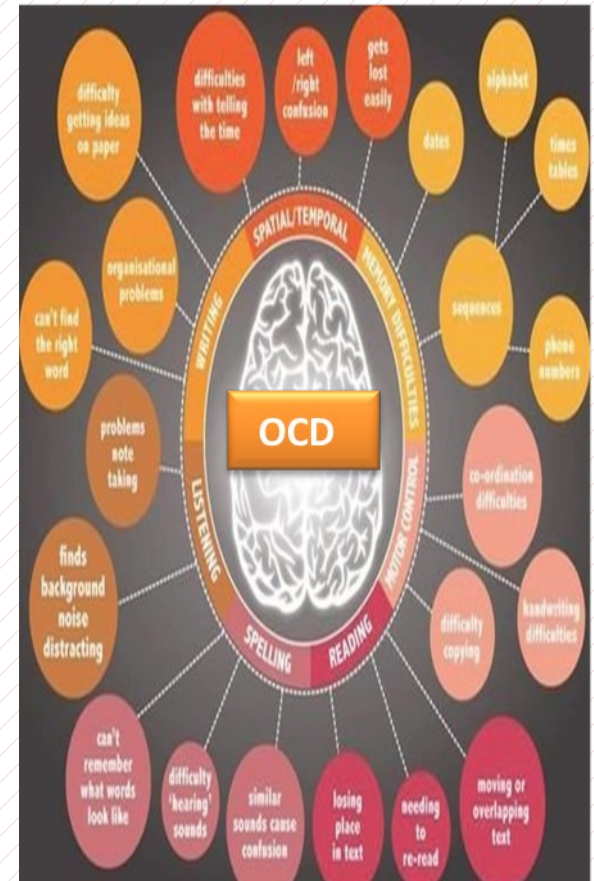 difficulty
getting ideas
on paper
difficulties
with telling
the time
left
/right
confusion
gets
lost
easily
dates
alphabet
times
tables
organisational
problems
can't find
the right
word
sequences
phone
numbers
SPATIAL/TEMPORAL
WRITING
MEMORY DIFFICULTIES
OCD
problems
note
taking
LISTENING
MOTOR CONTROL
co-ordination
difficulties
finds
background
noise
distracting
handwriting
difficulties
difficulty
copying
SPELLING
READING
can't
remember
what words
look like
difficulty
'hearing'
sounds
similar
sounds cause
confusion
losing
place
in text
needing
to
re-read
moving or
overlapping
text